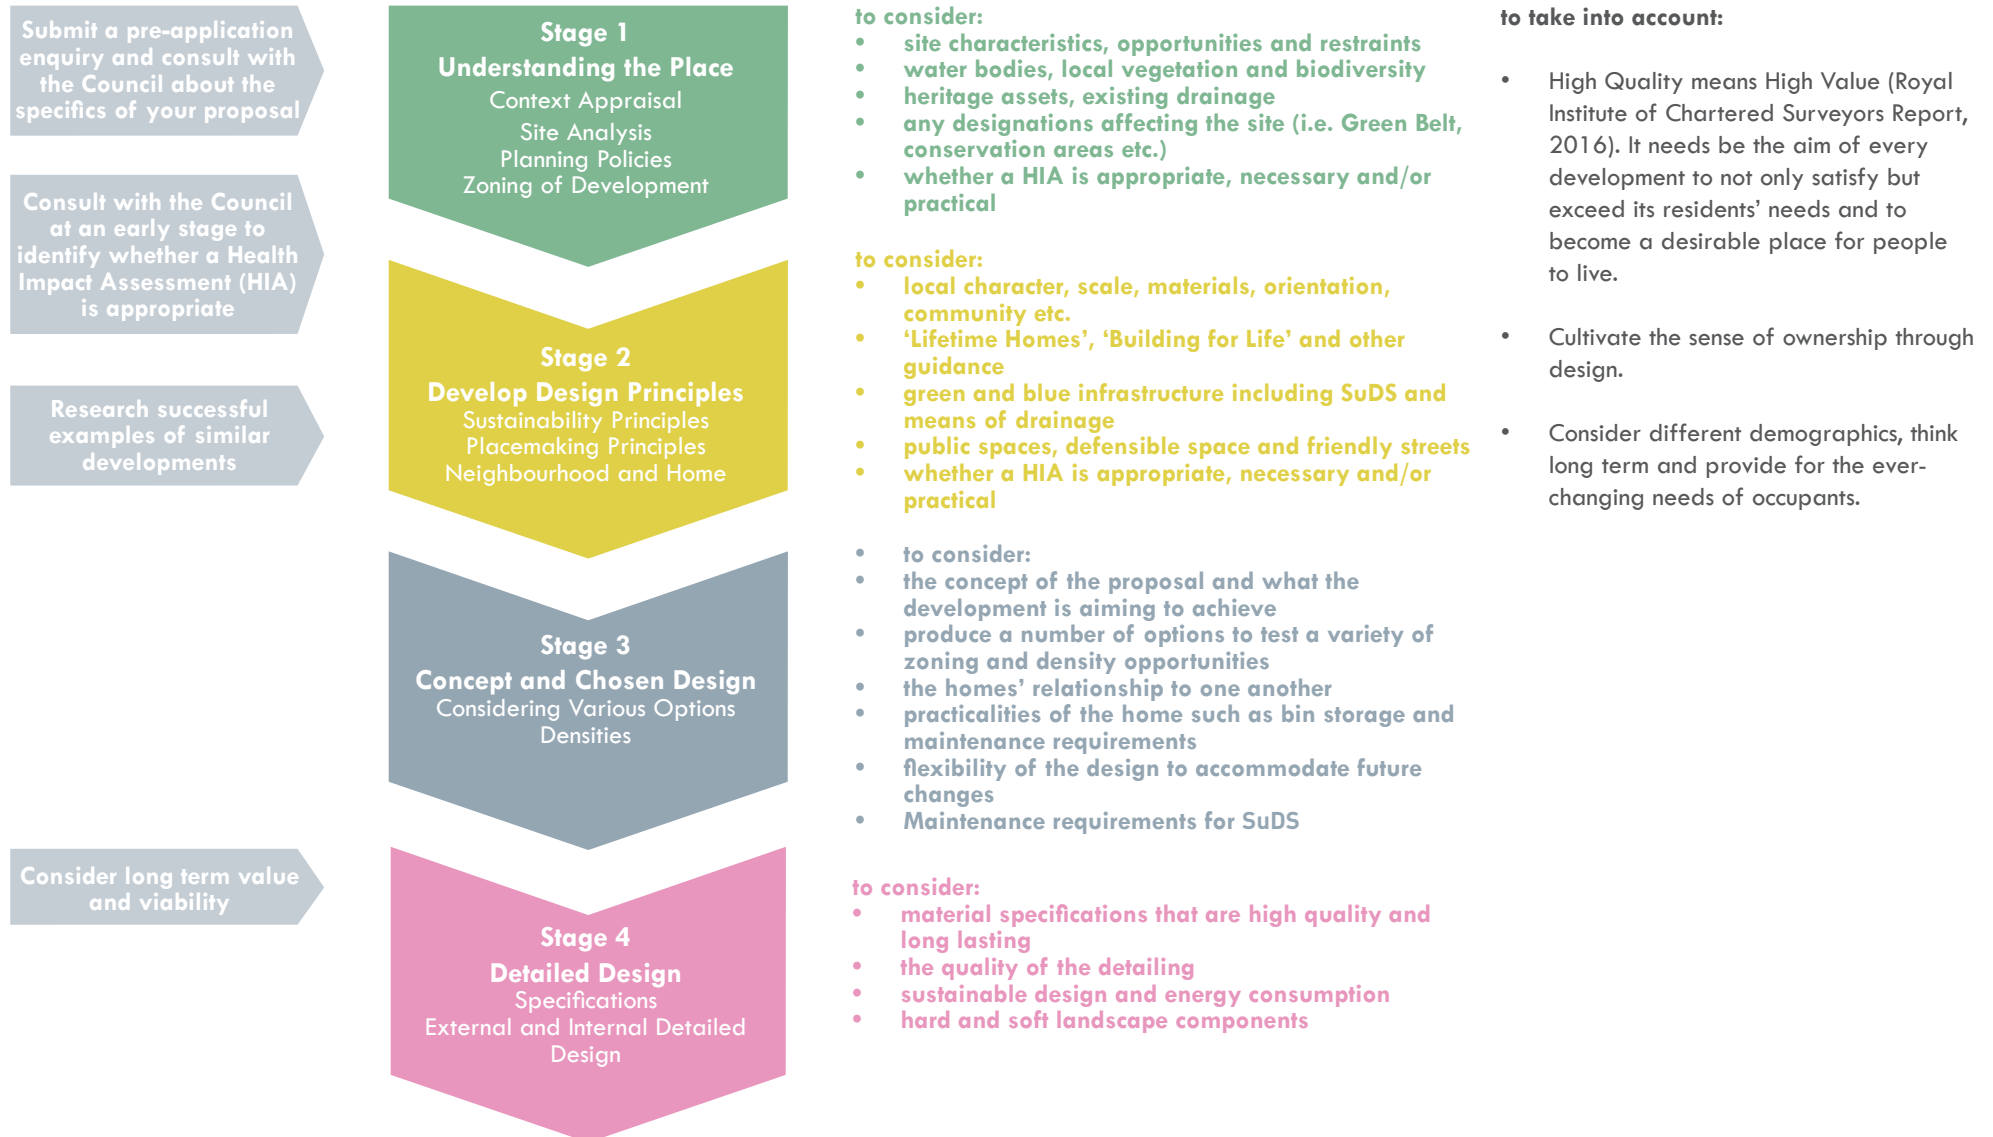 Submit a pre-application
enquiry and consult with
the Council about the
specifics of your proposal
Consult with the Council
at an early stage to
identify whether a Health
Impact Assessment (HIA)
is appropriate
Research successful
examples of similar
developments
Consider long term value
and viability
Stage 1
Understanding the Place
Context Appraisal
Site Analysis
Planning Policies
Zoning of Development
Stage 2
Develop Design Principles
Sustainability Principles
Placemaking Principles
Neighbourhood and Home
Stage 3
Concept and Chosen Design
Considering Various Options
Densities
Stage 4
Detailed Design
Specifications
External and Internal Detailed
Design
to consider:
• site characteristics, opportunities and restraints
• water bodies, local vegetation and biodiversity
• heritage assets, existing drainage
• any designations affecting the site (i.e. Green Belt,
conservation areas etc.)
• whether a HIA is appropriate, necessary and/or
practical
to consider:
• local character, scale, materials, orientation,
community etc.
• ‘Lifetime Homes’, ‘Building for Life’ and other
guidance
• green and blue infrastructure including SuDS and
means of drainage
• public spaces, defensible space and friendly streets
• whether a HIA is appropriate, necessary and/or
practical
• to consider:
• the concept of the proposal and what the
development is aiming to achieve
• produce a number of options to test a variety of
zoning and density opportunities
• the homes’ relationship to one another
• practicalities of the home such as bin storage and
maintenance requirements
• flexibility of the design to accommodate future
changes
• Maintenance requirements for SuDS
to consider:
• material specifications that are high quality and
long lasting
• the quality of the detailing
• sustainable design and energy consumption
• hard and soft landscape components
to take into account:
• High Quality means High Value (Royal
Institute of Chartered Surveyors Report,
2016). It needs be the aim of every
development to not only satisfy but
exceed its residents’ needs and to
become a desirable place for people
to live.
• Cultivate the sense of ownership through
design.
• Consider different demographics, think
long term and provide for the ever-
changing needs of occupants.